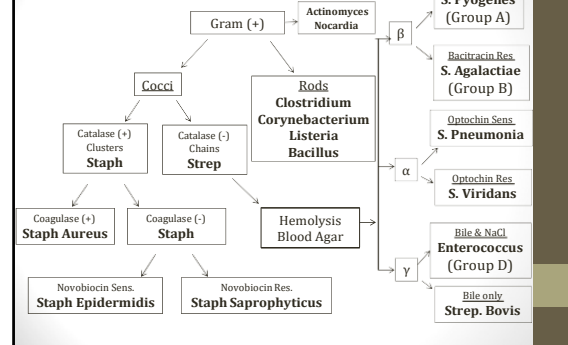 S. Pyogenes
(Group A)
Actinomyces
Nocardia
Gram (+)
β
Bacitracin Res
S. Agalactiae
(Group B)
Cocci
Rods
Clostridium
Corynebacterium
Listeria
Bacillus
Catalase (+)
Clusters
Staph
Catalase (-)
Chains
Strep
Optochin Sens
S. Pneumonia
α
Optochin Res
S. Viridans
Coagulase (+)
Staph Aureus
Coagulase (-)
Staph
Hemolysis
Blood Agar
Bile & NaCl
Enterococcus
(Group D)
γ
Bile only
Strep. Bovis
Novobiocin Sens.
Staph Epidermidis
Novobiocin Res.
Staph Saprophyticus